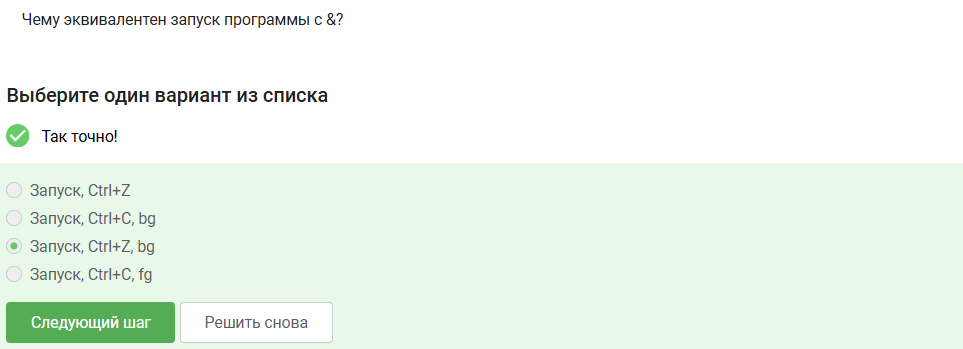 Чему эквивалентен запуск программы с &?
Выберите один вариант из списка
Так точно!
Запуск, Ctrl+Z
Запуск, Ctrl+C, bg
Запуск, Ctrl+Z, bg
Запуск, Ctrl+C, fg
Следующий шаг Решить снова